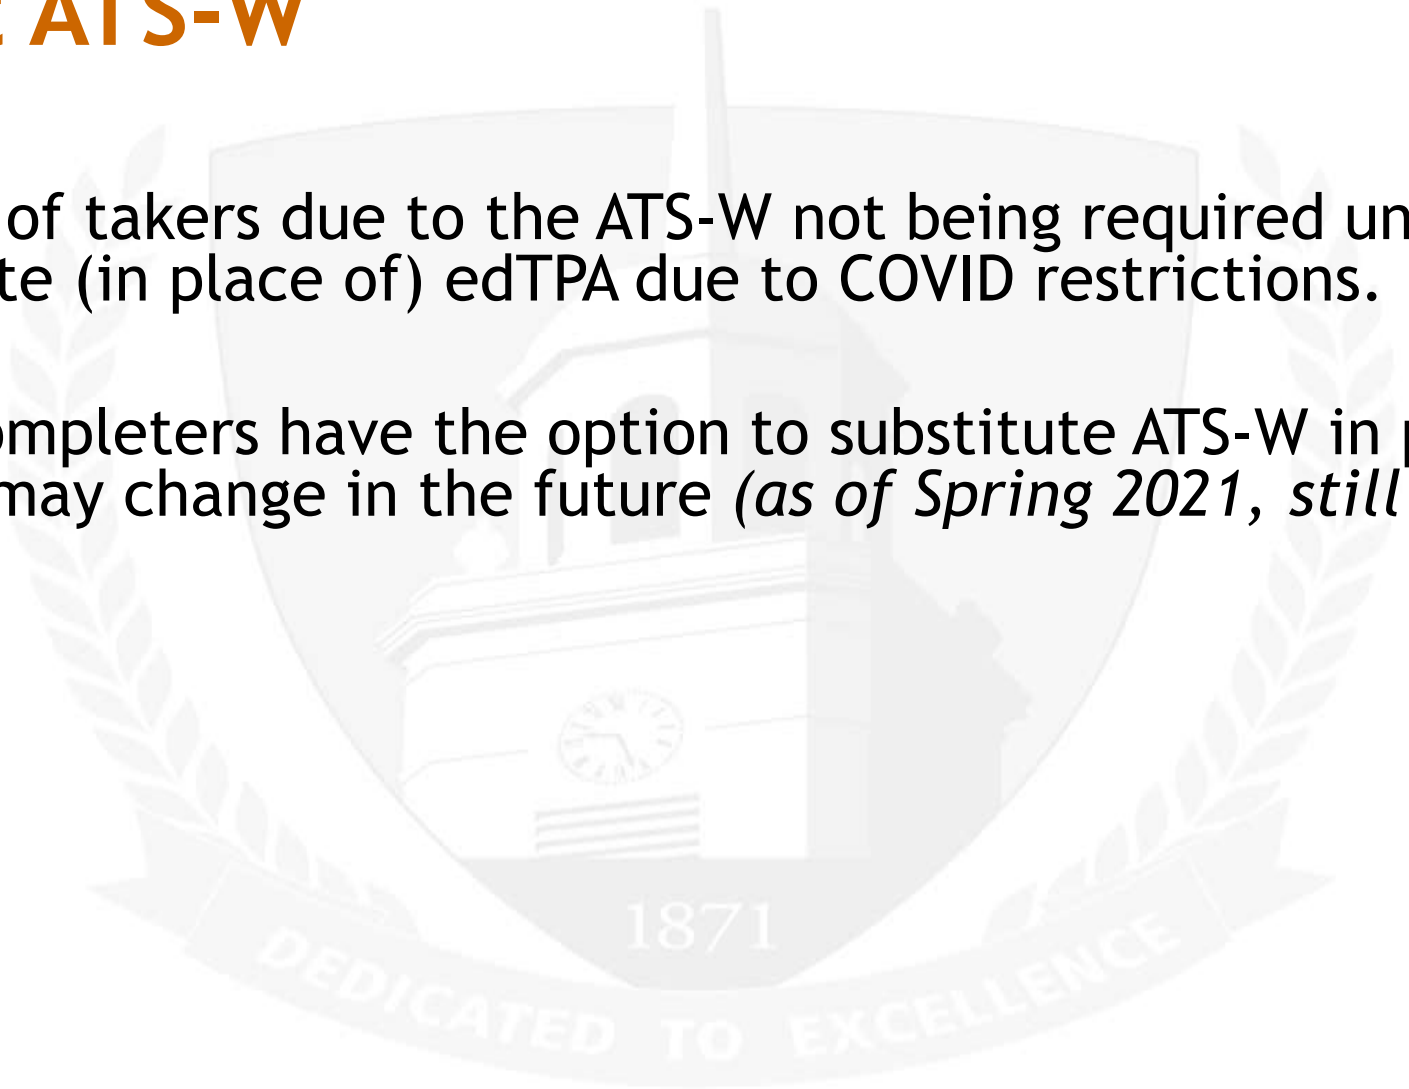 : ATS-W
of takers due to the ATS-W not being required un
te (in place of) edTPA due to COVID restrictions.
ompleters have the option to substitute ATS-W in p
may change in the future (as of Spring 2021, still
1871
DEDICATED TO EXCELLENCE